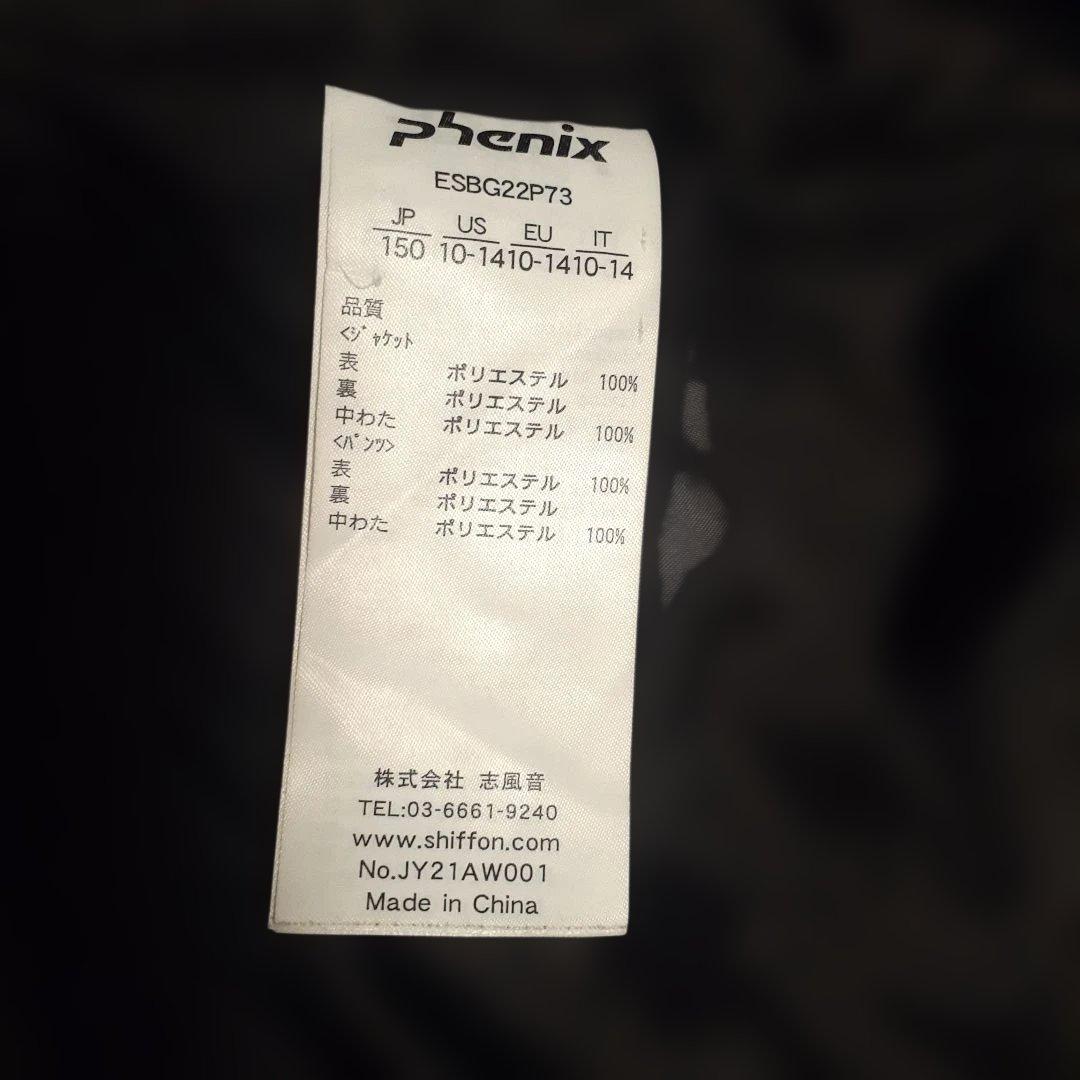 phenix
ESBG22P73
JP US EU IT
150 10-14 10-14 10-14
品質
<ｼﾞｬｹｯﾄ
表 ポリエステル 100%
裏 ポリエステル
中わた ポリエステル 100%
<ﾊﾟﾝﾂ>
表 ポリエステル 100%
裏 ポリエステル
中わた ポリエステル 100%
株式会社 志風音
TEL:03-6661-9240
www.shiffon.com
No.JY21AW001
Made in China